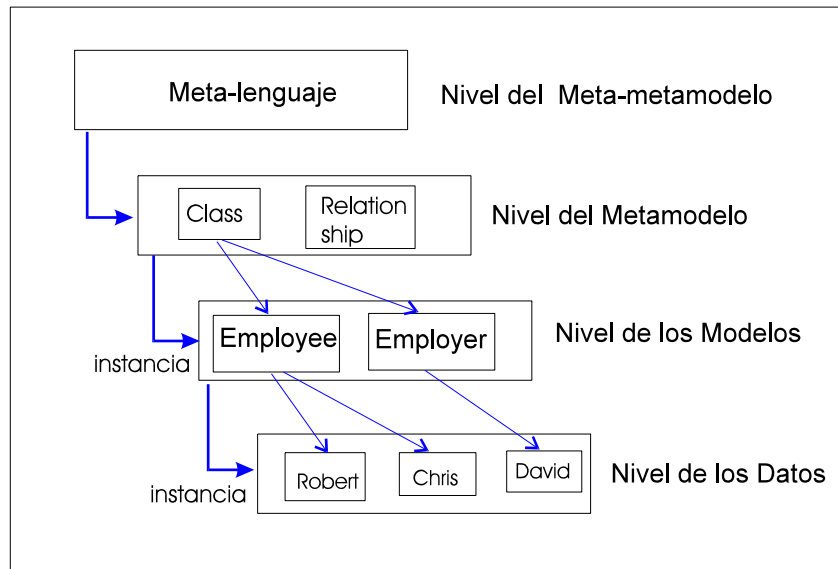 Meta-lenguaje
Nivel del Meta-metamodelo
Class
Relation
ship
Nivel del Metamodelo
instancia
Employee
Employer
Nivel de los Modelos
instancia
Robert
Chris
David
Nivel de los Datos